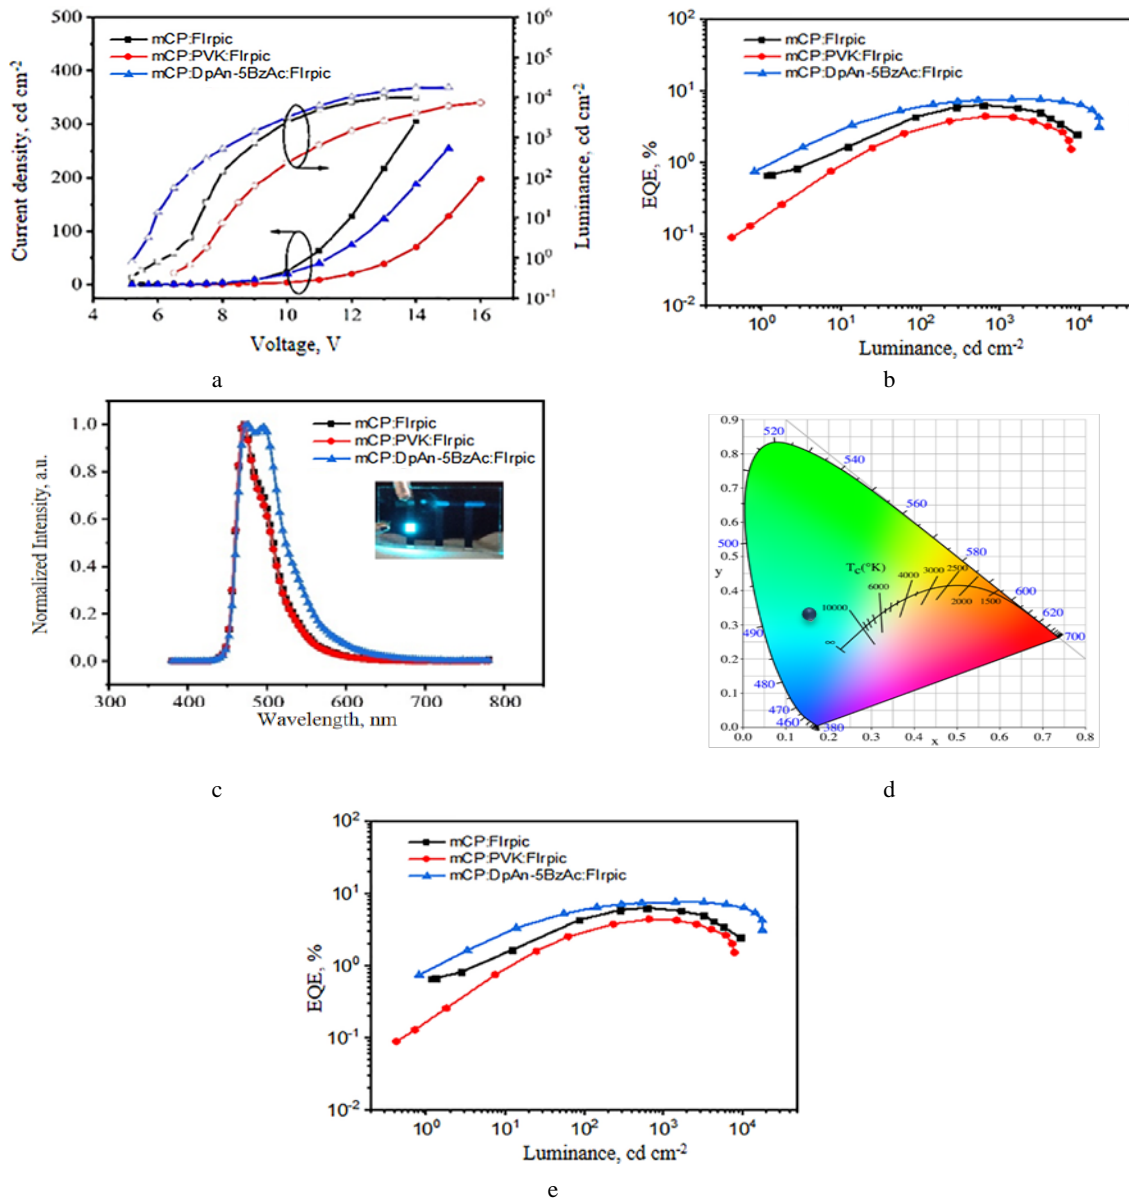 500
400
300
200
100
0
Current density, cd cm-2
mCP:FIrpic
mCP:PVK:FIrpic
mCP:DpAn-5BzAc:FIrpic
10^6
10^5
10^4
10^3
10^2
10^1
10^0
10^-1
Luminance, cd cm-2
4 6 8 10 12 14 16
Voltage, V
a
10^2
10^1
10^0
10^-1
10^-2
EQE, %
mCP:FIrpic
mCP:PVK:FIrpic
mCP:DpAn-5BzAc:FIrpic
10^0 10^1 10^2 10^3 10^4
Luminance, cd cm-2
b
1.0
0.8
0.6
0.4
0.2
0.0
Normalized Intensity, a.u.
mCP:FIrpic
mCP:PVK:FIrpic
mCP:DpAn-5BzAc:FIrpic
300 400 500 600 700 800
Wavelength, nm
c
0.9
0.8
0.7
0.6
0.5
y
0.4
0.3
0.2
0.1
0.0
520
540
560
500
580
Tc(°K)
2500
3000
4000
6000
600
2000
1500
10000
620
490
700
∞
480
470
460
380
0.0 0.1 0.2 0.3 0.4 0.5 0.6 0.7 0.8
x
d
10^2
10^1
10^0
10^-1
10^-2
EQE, %
mCP:FIrpic
mCP:PVK:FIrpic
mCP:DpAn-5BzAc:FIrpic
10^0 10^1 10^2 10^3 10^4
Luminance, cd cm-2
e